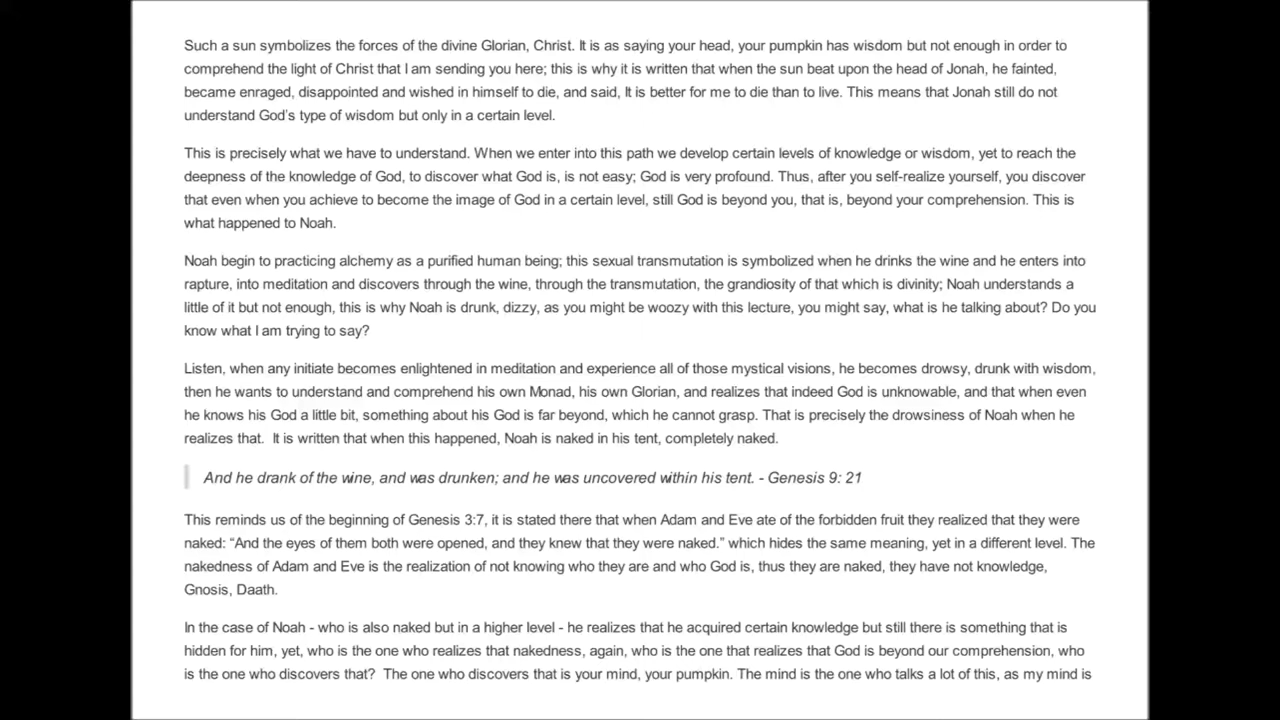 Such a sun symbolizes the forces of the divine Glorian, Christ. It is as saying your head, your pumpkin has wisdom but not enough in order to
comprehend the light of Christ that I am sending you here; this is why it is written that when the sun beat upon the head of Jonah, he fainted,
became enraged, disappointed and wished in himself to die, and said, It is better for me to die than to live. This means that Jonah still do not
understand God's type of wisdom but only in a certain level.
This is precisely what we have to understand. When we enter into this path we develop certain levels of knowledge or wisdom, yet to reach the
deepness of the knowledge of God, to discover what God is, is not easy; God is very profound. Thus, after you self-realize yourself, you discover
that even when you achieve to become the image of God in a certain level, still God is beyond you, that is, beyond your comprehension. This is
what happened to Noah.
Noah begin to practicing alchemy as a purified human being; this sexual transmutation is symbolized when he drinks the wine and he enters into
rapture, into meditation and discovers through the wine, through the transmutation, the grandiosity of that which is divinity; Noah understands a
little of it but not enough, this is why Noah is drunk, dizzy, as you might be woozy with this lecture, you might say, what is he talking about? Do you
know what I am trying to say?
Listen, when any initiate becomes enlightened in meditation and experience all of those mystical visions, he becomes drowsy, drunk with wisdom,
then he wants to understand and comprehend his own Monad, his own Glorian, and realizes that indeed God is unknowable, and that when even
he knows his God a little bit, something about his God is far beyond, which he cannot grasp. That is precisely the drowsiness of Noah when he
realizes that.  It is written that when this happened, Noah is naked in his tent, completely naked.
And he drank of the wine, and was drunken; and he was uncovered within his tent. - Genesis 9: 21
This reminds us of the beginning of Genesis 3:7, it is stated there that when Adam and Eve ate of the forbidden fruit they realized that they were
naked: “And the eyes of them both were opened, and they knew that they were naked.” which hides the same meaning, yet in a different level. The
nakedness of Adam and Eve is the realization of not knowing who they are and who God is, thus they are naked, they have not knowledge,
Gnosis, Daath.
In the case of Noah - who is also naked but in a higher level - he realizes that he acquired certain knowledge but still there is something that is
hidden for him, yet, who is the one who realizes that nakedness, again, who is the one that realizes that God is beyond our comprehension, who
is the one who discovers that?  The one who discovers that is your mind, your pumpkin. The mind is the one who talks a lot of this, as my mind is